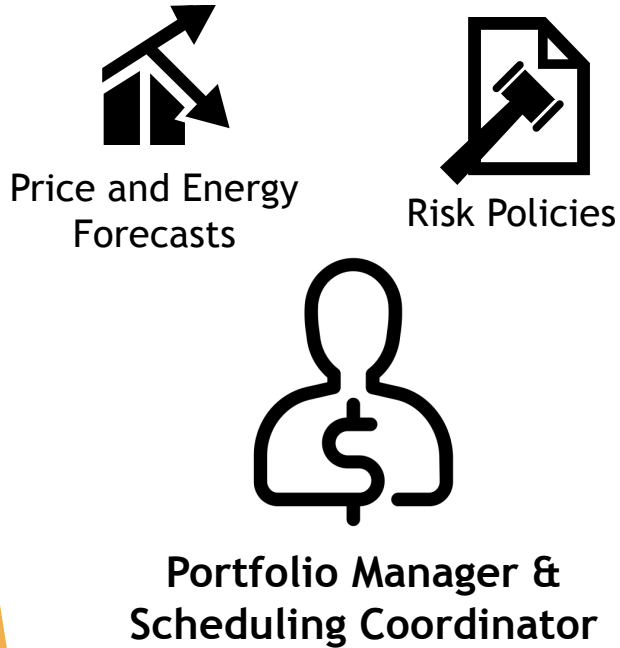 Price and Energy
Forecasts
Risk Policies
Portfolio Manager &
Scheduling Coordinator